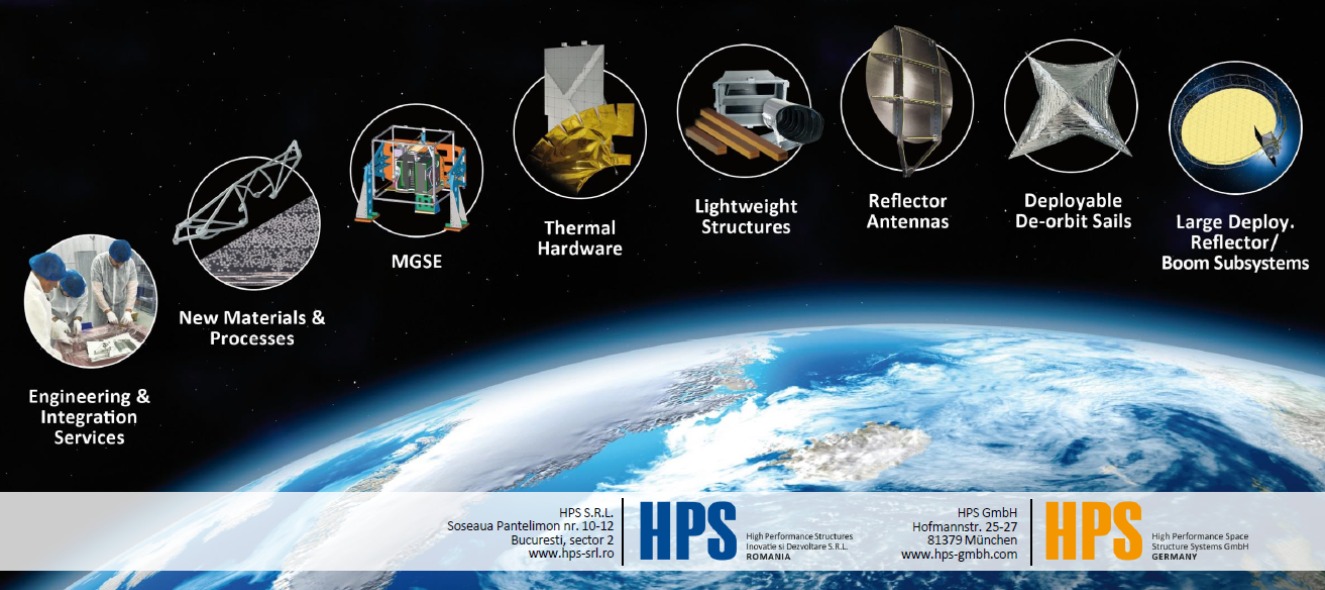 Engineering &
Integration
Services
New Materials &
Processes
MGSE
Thermal
Hardware
Lightweight
Structures
Reflector
Antennas
Deployable
De-orbit Sails
Large Deploy.
Reflector/
Boom Subsystems
HPS S.R.L.
Soseaua Pantelimon nr. 10-12
Bucuresti, sector 2
www.hps-srl.ro
HPS
High Performance Structures
Inovatie si Dezvoltare S.R.L.
ROMANIA
HPS GmbH
Hofmannstr. 25-27
81379 München
www.hps-gmbh.com
HPS
High Performance Space
Structure Systems GmbH
GERMANY